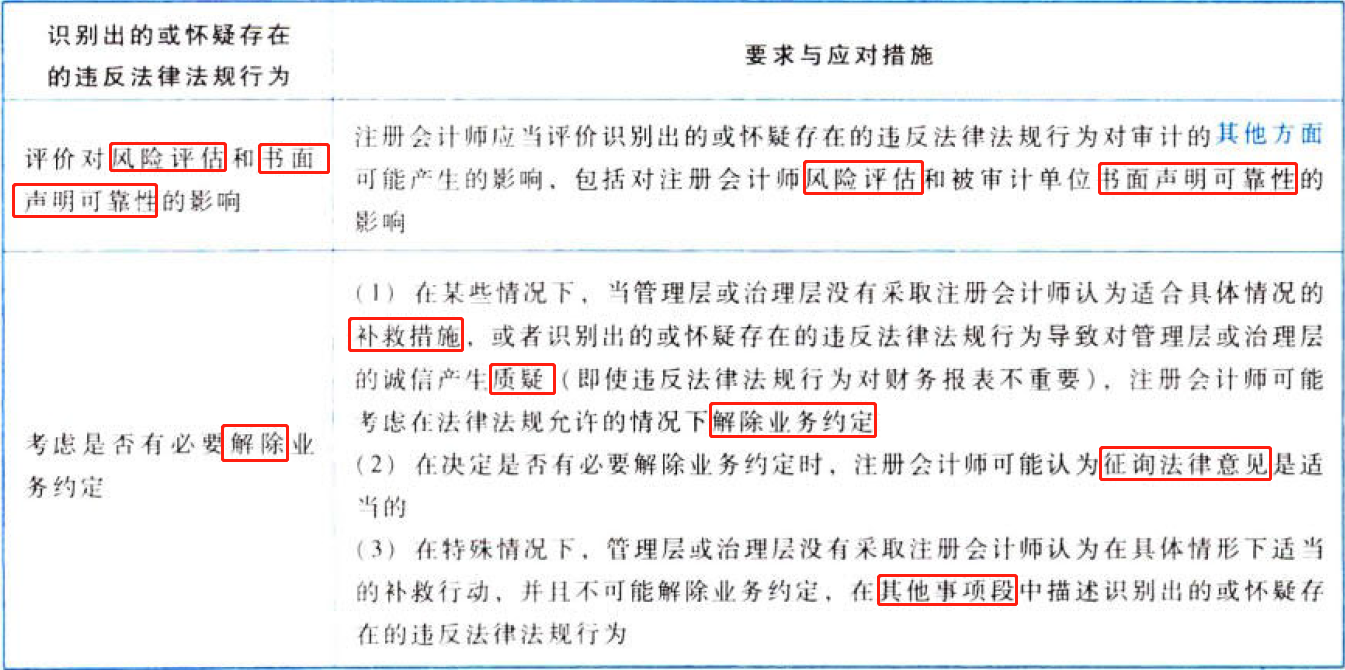 识别出的或怀疑存在
的违反法律法规行为
要求与应对措施
评价对风险评估和书面
声明可靠性的影响
注册会计师应当评价识别出的或怀疑存在的违反法律法规行为对审计的其他方面
可能产生的影响，包括对注册会计师风险评估和被审计单位书面声明可靠性的
影响
考虑是否有必要解除业
务约定
（1）在某些情况下，当管理层或治理层没有采取注册会计师认为适合具体情况的
补救措施，或者识别出的或怀疑存在的违反法律法规行为导致对管理层或治理层
的诚信产生质疑（即使违反法律法规行为对财务报表不重要），注册会计师可能
考虑在法律法规允许的情况下解除业务约定
（2）在决定是否有必要解除业务约定时，注册会计师可能认为征询法律意见是适
当的
（3）在特殊情况下，管理层或治理层没有采取注册会计师认为在具体情形下适当
的补救行动，并且不可能解除业务约定，在其他事项段中描述识别出的或怀疑存
在的违反法律法规行为